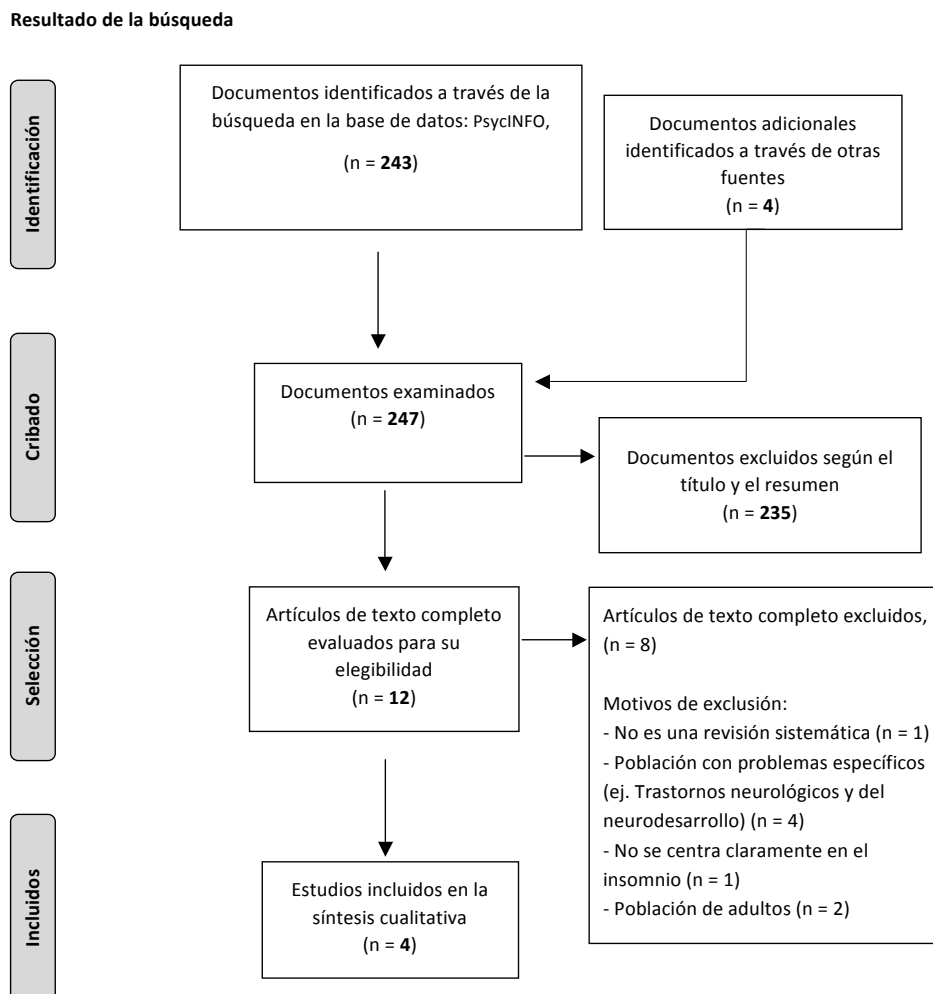 Resultado de la búsqueda
Identificación
Documentos identificados a través de la
búsqueda en la base de datos: PsycINFO,
(n = 243)
Documentos adicionales
identificados a través de otras
fuentes
(n = 4)
Cribado
Documentos examinados
(n = 247)
Documentos excluidos según el
título y el resumen
(n = 235)
Selección
Artículos de texto completo
evaluados para su
elegibilidad
(n = 12)
Artículos de texto completo excluidos,
(n = 8)
Motivos de exclusión:
- No es una revisión sistemática (n = 1)
- Población con problemas específicos
(ej. Trastornos neurológicos y del
neurodesarrollo) (n = 4)
- No se centra claramente en el
insomnio (n = 1)
- Población de adultos (n = 2)
Incluidos
Estudios incluidos en la
síntesis cualitativa
(n = 4)